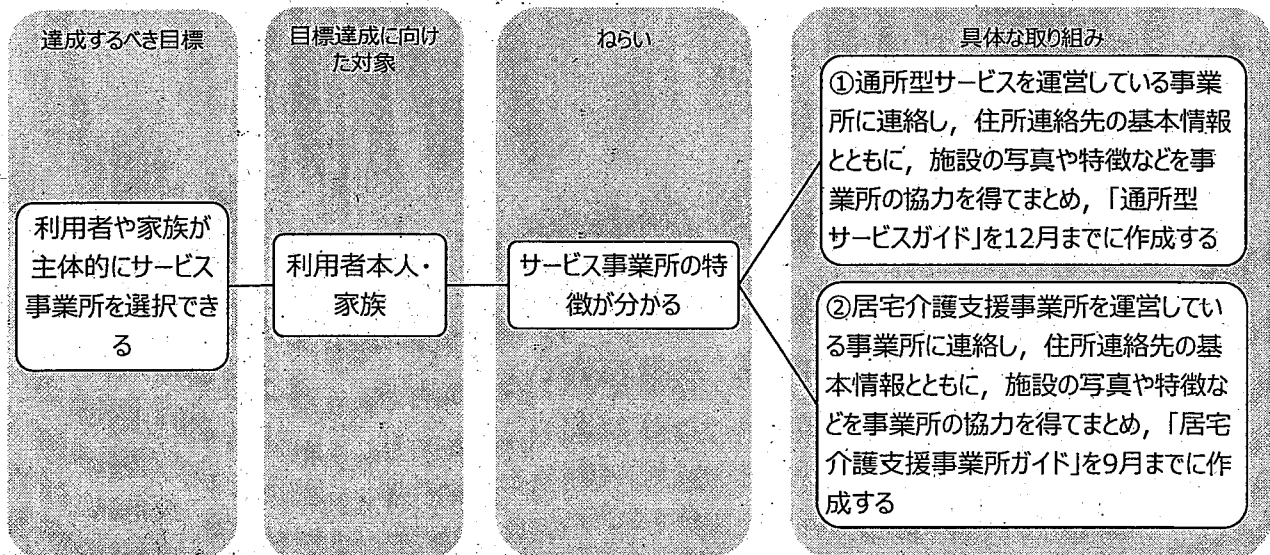 達成するべき目標
目標達成に向け
た対象
ねらい
具体な取り組み
利用者や家族が
主体的にサービス
事業所を選択でき
る
利用者本人・
家族
サービス事業所の特
徴が分かる
①通所型サービスを運営している事業
所に連絡し，住所連絡先の基本情報
とともに，施設の写真や特徴などを事
業所の協力を得てまとめ，「通所型
サービスガイド」を12月までに作成する
②居宅介護支援事業所を運営してい
る事業所に連絡し，住所連絡先の基
本情報とともに，施設の写真や特徴な
どを事業所の協力を得てまとめ，「居宅
介護支援事業所ガイド」を9月までに作
成する